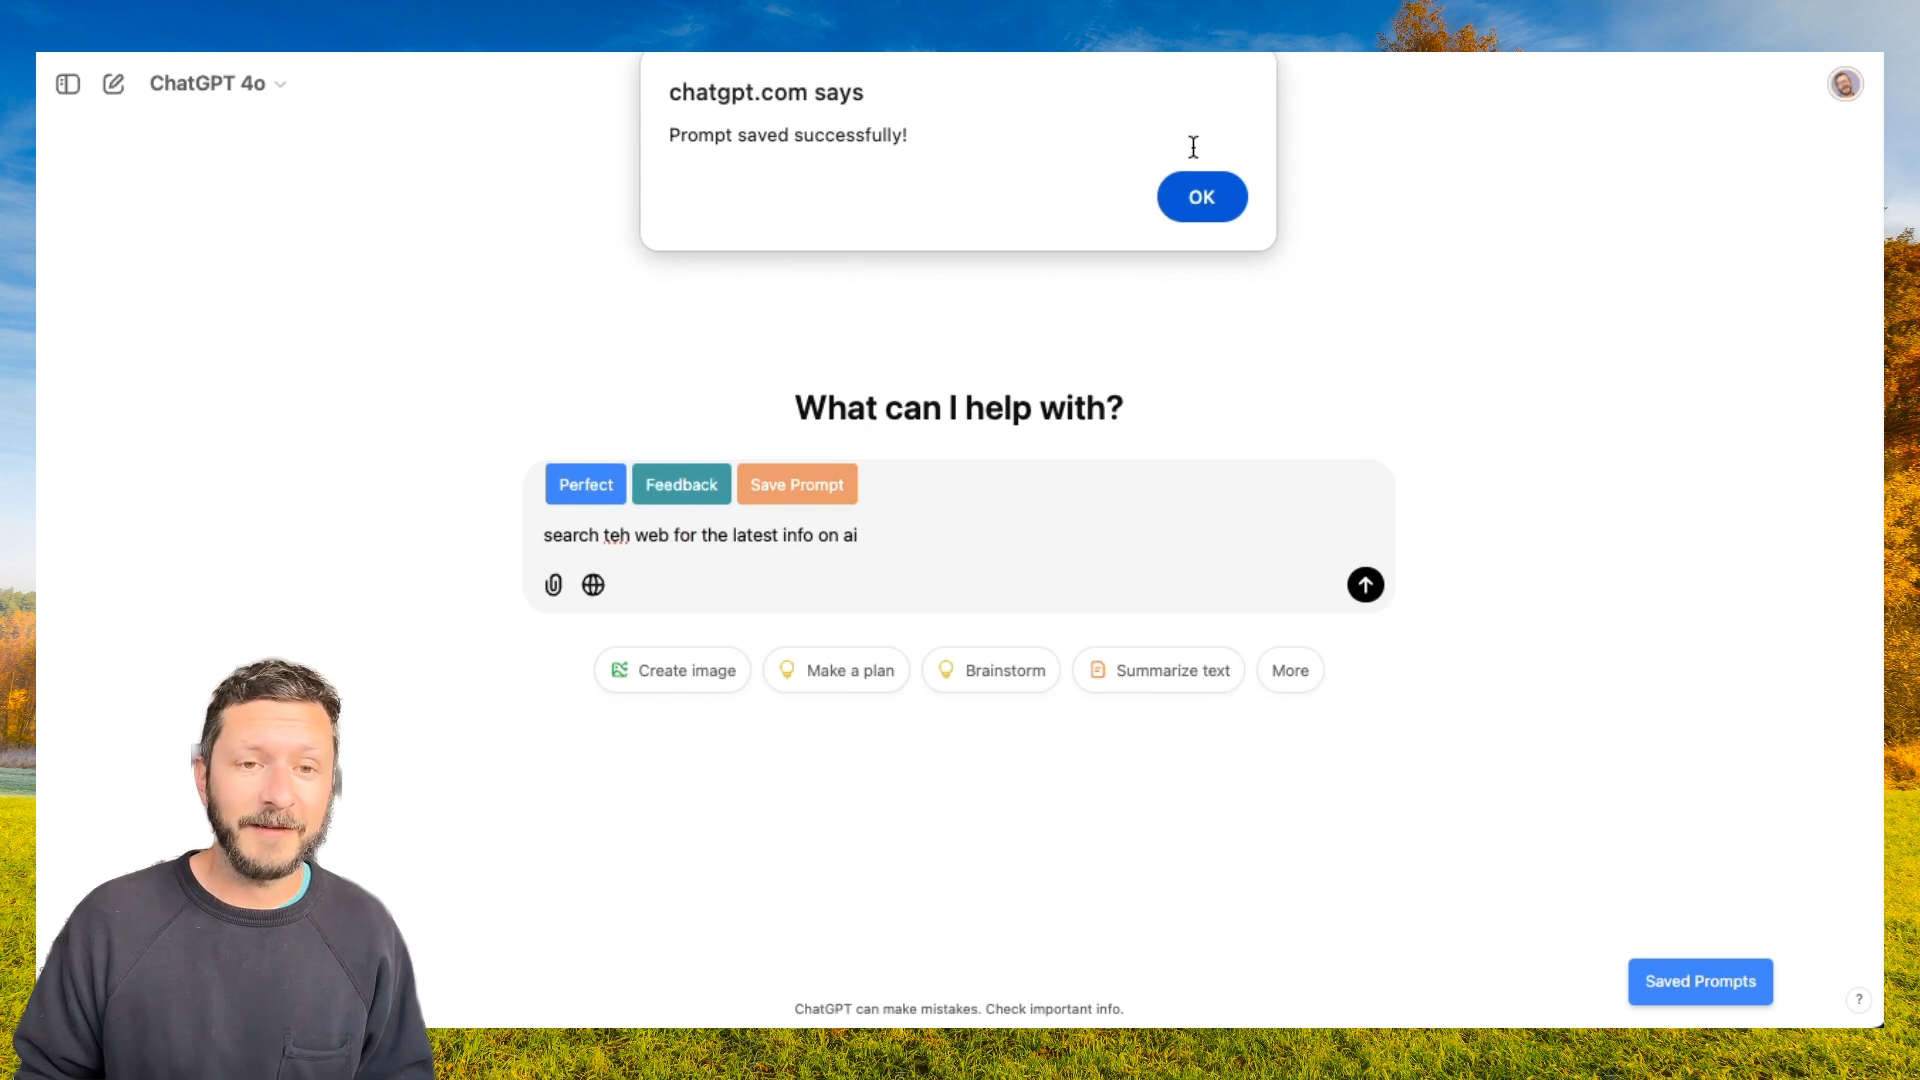 ChatGPT 4o
chatgpt.com says
Prompt saved successfully!
OK
What can I help with?
Perfect
Feedback
Save Prompt
search teh web for the latest info on ai
Create image
Make a plan
Brainstorm
Summarize text
More
Saved Prompts
?
ChatGPT can make mistakes. Check important info.